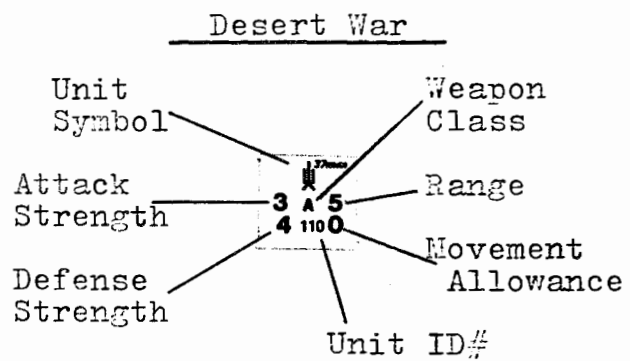 Desert War
Unit
Symbol
Weapon
Class
37mm
Attack
Strength
3 A 5
Range
4 110 0
Defense
Strength
Movement
Allowance
Unit ID#